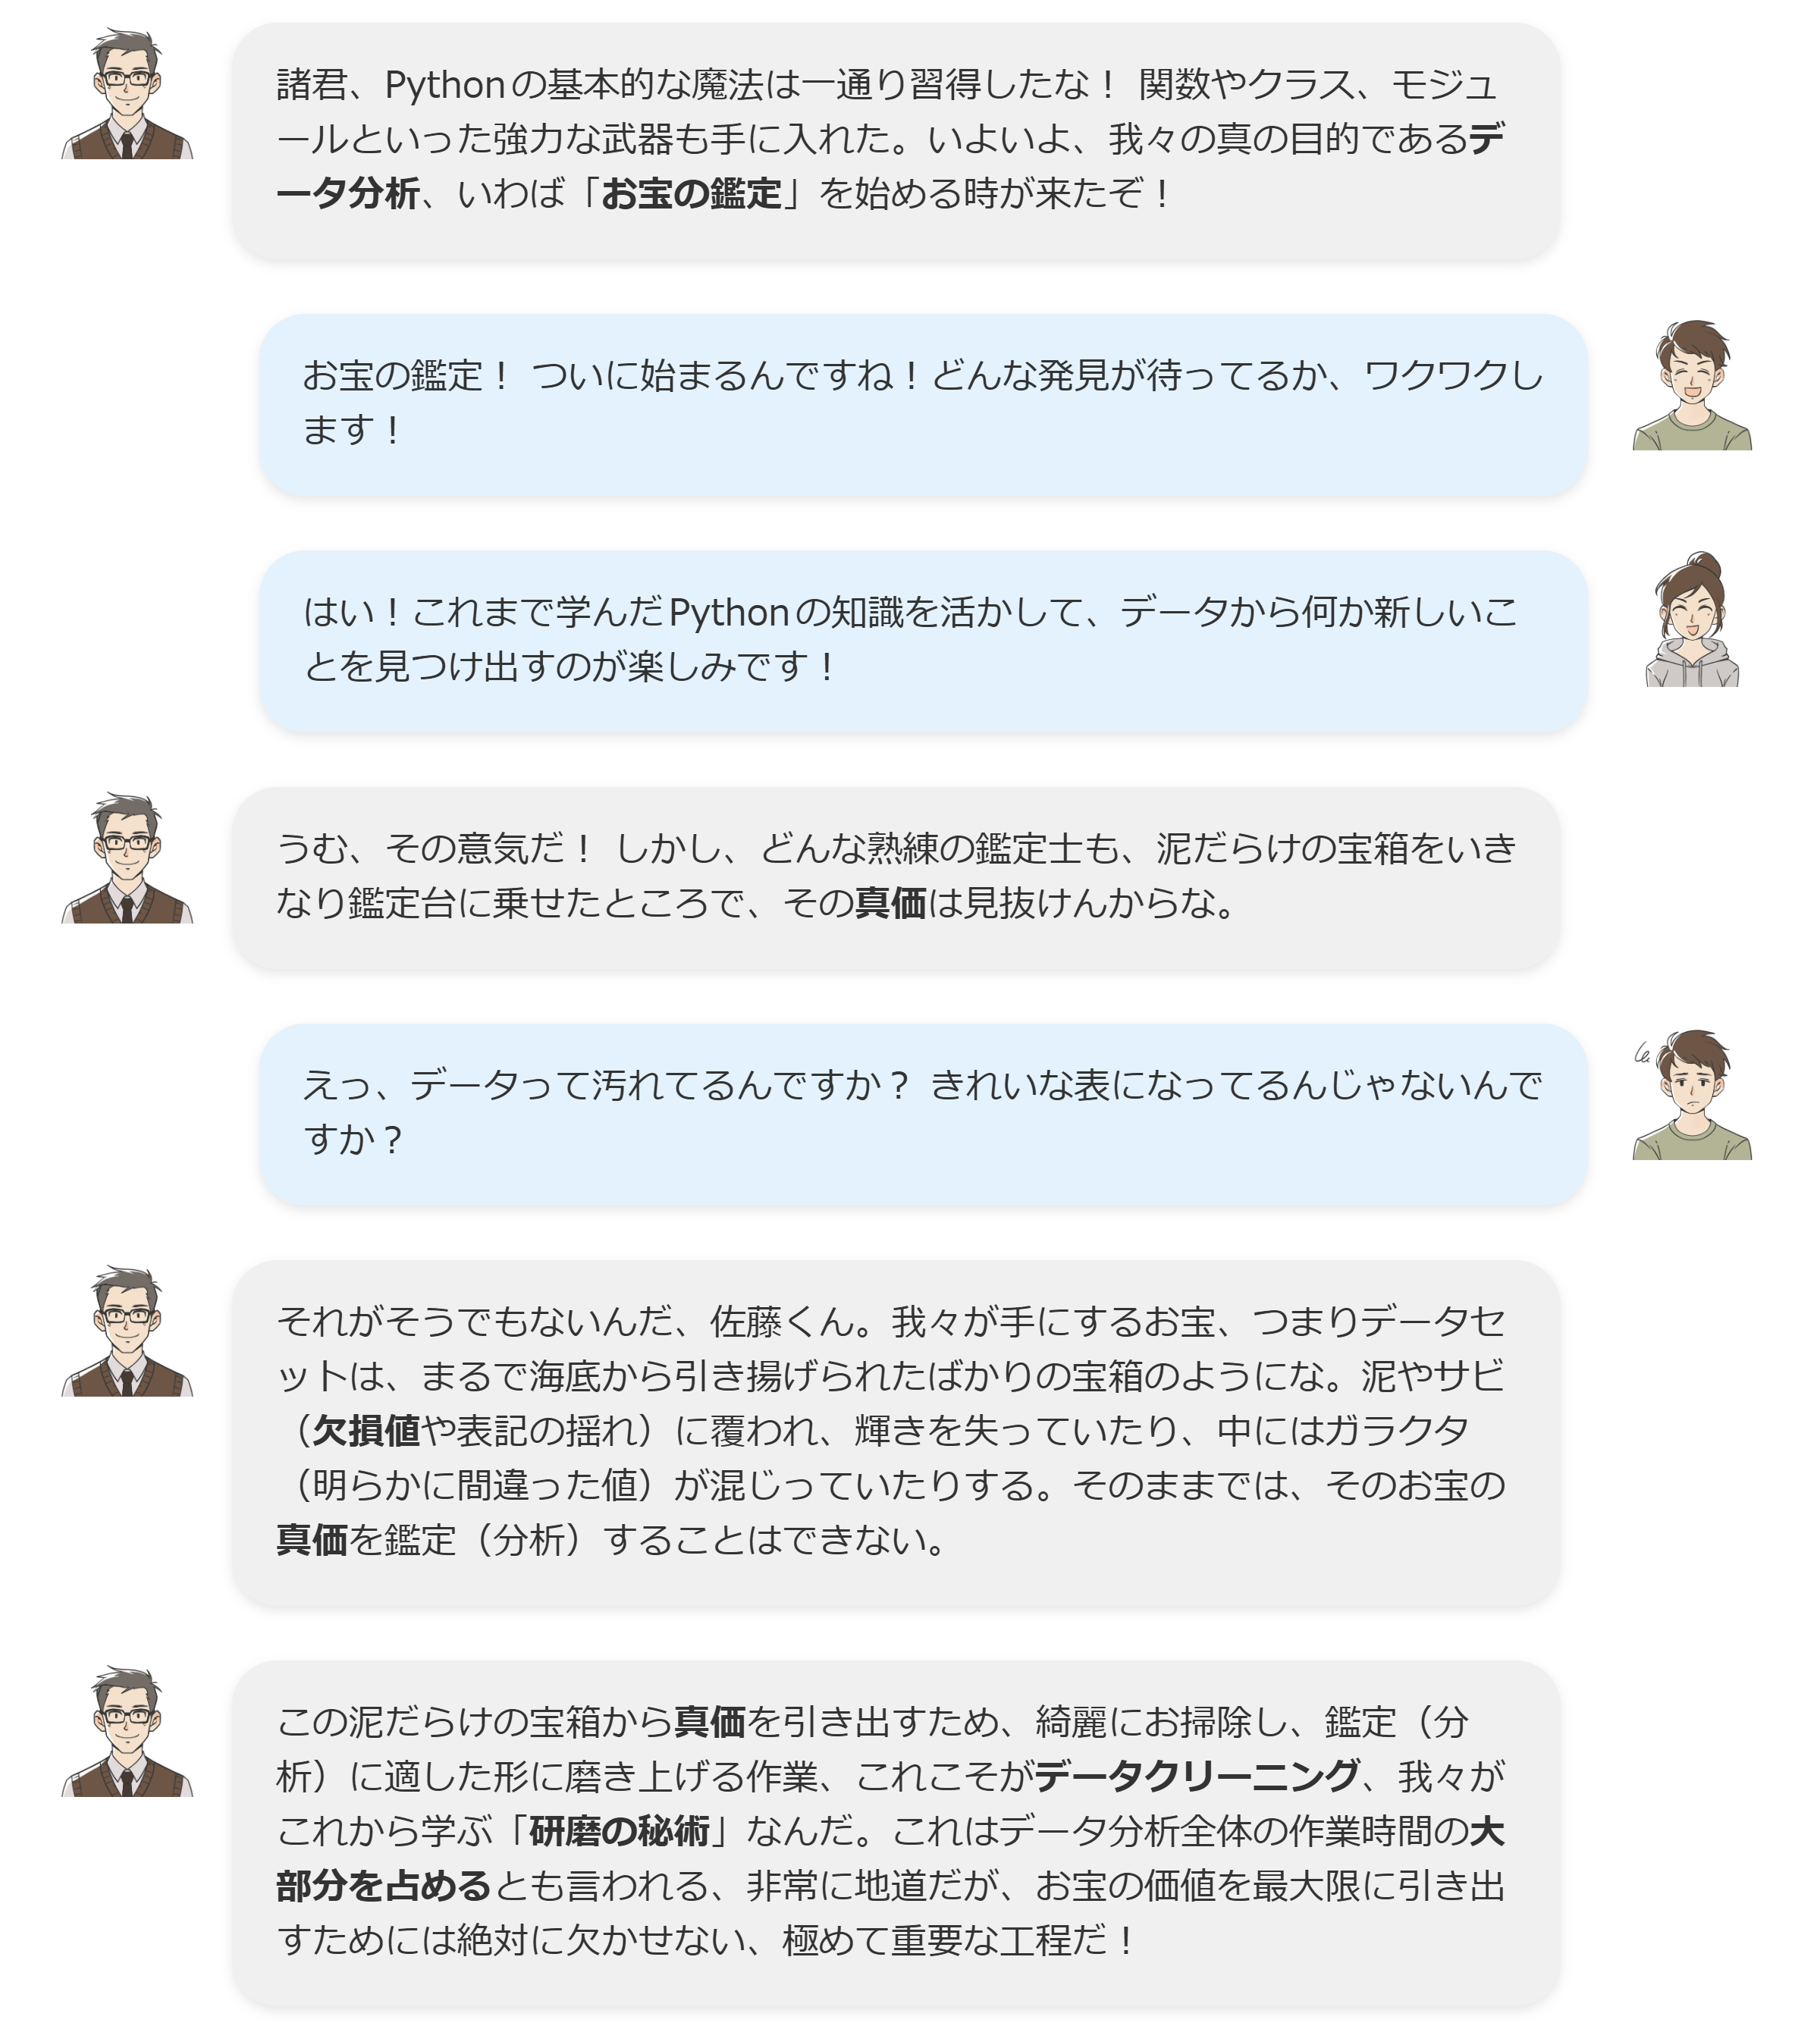 諸君、Pythonの基本的な魔法は一通り習得したな！ 関数やクラス、モジュ
ールといった強力な武器も手に入れた。いよいよ、我々の真の目的であるデ
ータ分析、いわば「お宝の鑑定」を始める時が来たぞ！
お宝の鑑定！ ついに始まるんですね！どんな発見が待ってるか、ワクワクし
ます！
はい！これまで学んだPythonの知識を活かして、データから何か新しいこ
とを見つけ出すのが楽しみです！
うむ、その意気だ！ しかし、どんな熟練の鑑定士も、泥だらけの宝箱をいき
なり鑑定台に乗せたところで、その真価は見抜けんからな。
えっ、データって汚れてるんですか？ きれいな表になってるんじゃないんで
すか？
それがそうでもないんだ、佐藤くん。我々が手にするお宝、つまりデータセ
ットは、まるで海底から引き揚げられたばかりの宝箱のようにな。泥やサビ
（欠損値や表記の揺れ）に覆われ、輝きを失っていたり、中にはガラクタ
（明らかに間違った値）が混じっていたりする。そのままでは、そのお宝の
真価を鑑定（分析）することはできない。
この泥だらけの宝箱から真価を引き出すため、綺麗にお掃除し、鑑定（分
析）に適した形に磨き上げる作業、これこそがデータクリーニング、我々が
これから学ぶ「研磨の秘術」なんだ。これはデータ分析全体の作業時間の大
部分を占めるとも言われる、非常に地道だが、お宝の価値を最大限に引き出
すためには絶対に欠かせない、極めて重要な工程だ！